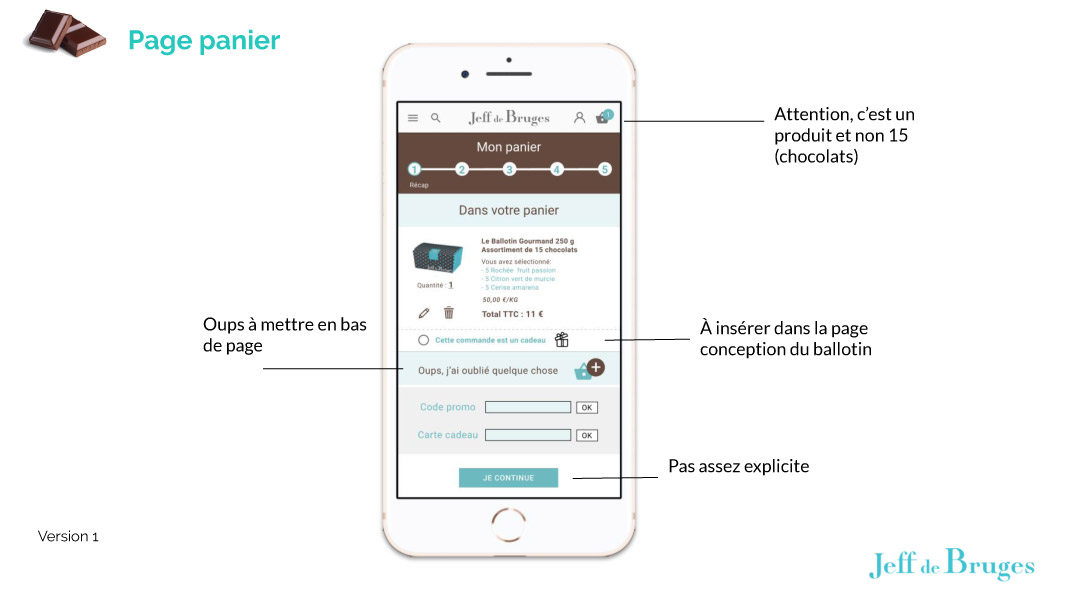 Page panier
Jeff de Bruges
1
Mon panier
1 2 3 4 5
Récap
Dans votre panier
Le Ballotin Gourmand 250 g
Assortiment de 15 chocolats
Vous avez sélectionné:
- 5 Rochée fruit passion
- 5 Citron vert de murcie
- 5 Cerise amarena
Quantité : 1
50,00 €/KG
Total TTC : 11 €
Cette commande est un cadeau
Oups, j'ai oublié quelque chose
Code promo
OK
Carte cadeau
OK
JE CONTINUE
Attention, c'est un
produit et non 15
(chocolats)
Oups à mettre en bas
de page
À insérer dans la page
conception du ballotin
Pas assez explicite
Version 1
Jeff de Bruges